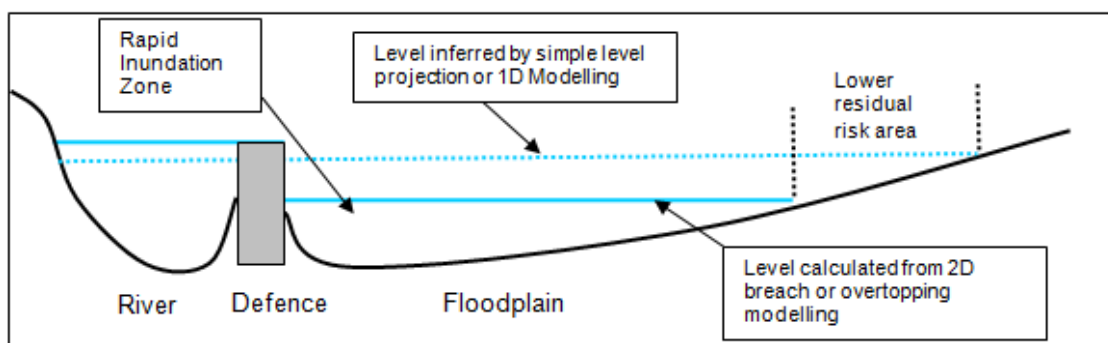 Rapid
Inundation
Zone
Level inferred by simple level
projection or 1D Modelling
Lower
residual
risk area
Level calculated from 2D
breach or overtopping
modelling
River
Defence
Floodplain